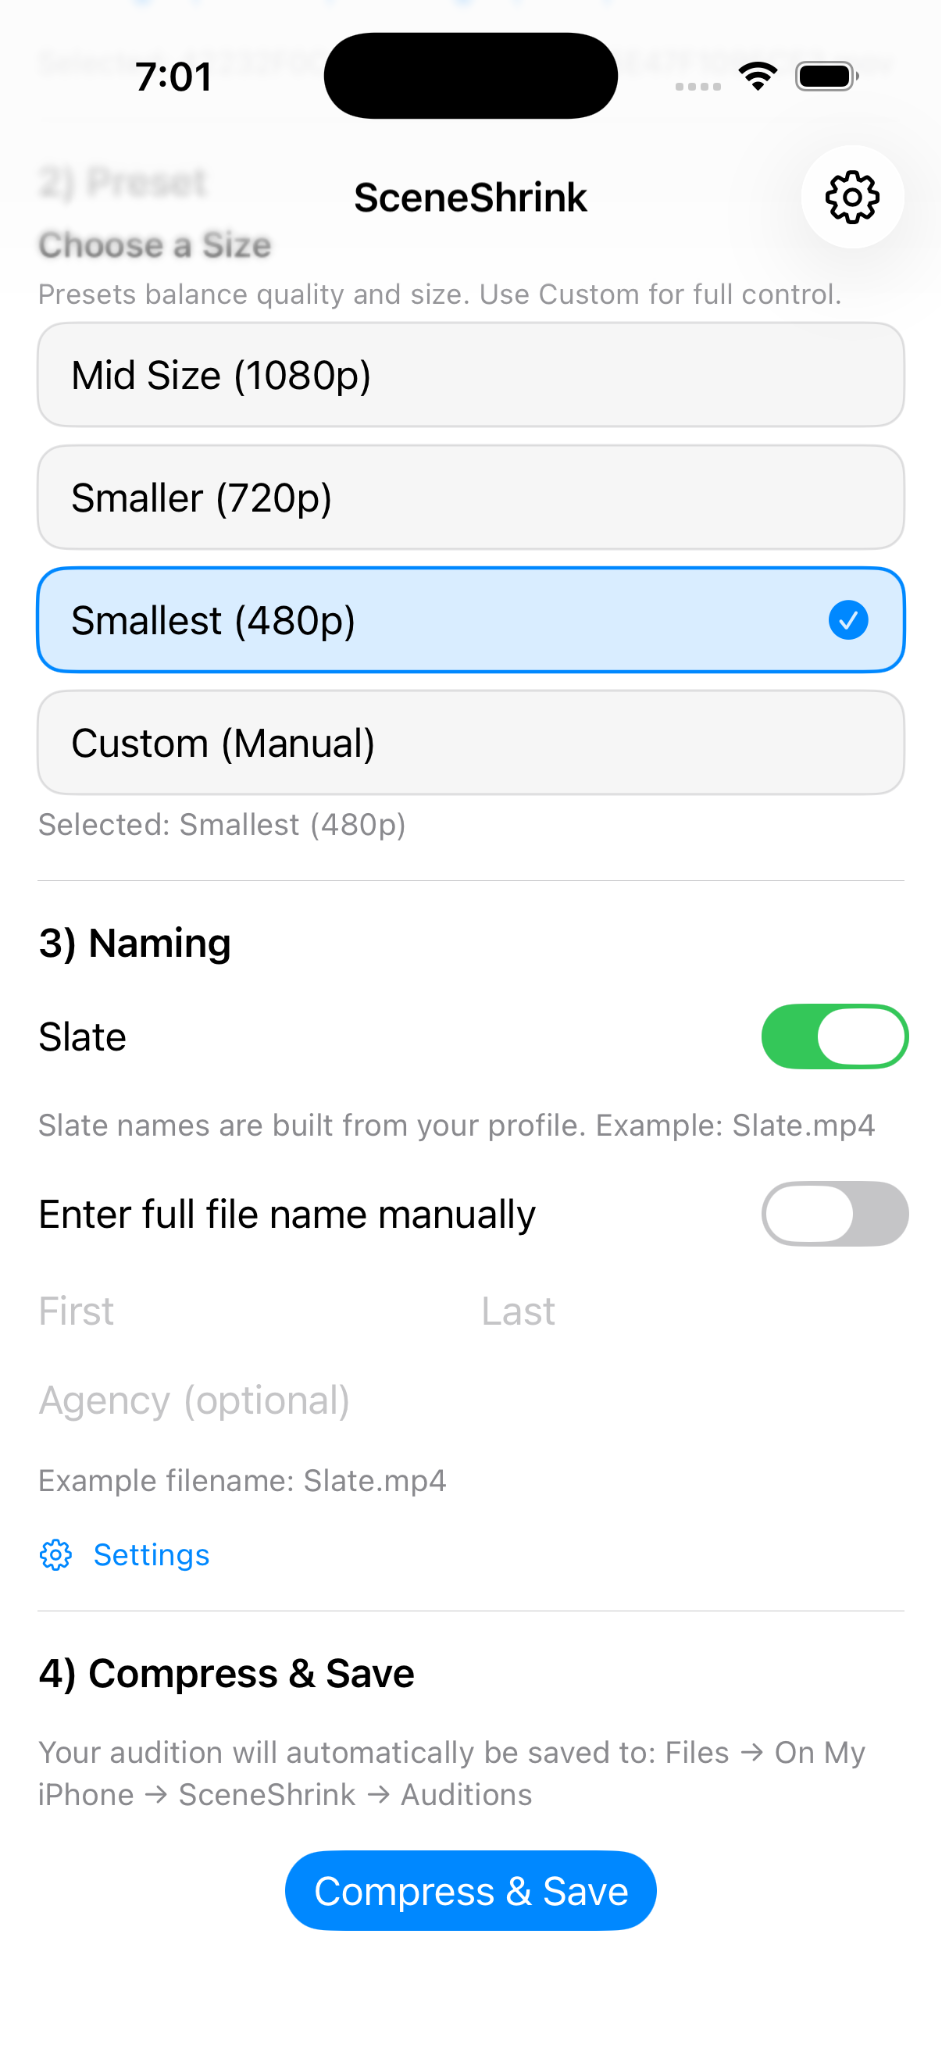 7:01
2) Preset
SceneShrink
Choose a Size
Presets balance quality and size. Use Custom for full control.
Mid Size (1080p)
Smaller (720p)
Smallest (480p)
Custom (Manual)
Selected: Smallest (480p)
3) Naming
Slate
Slate names are built from your profile. Example: Slate.mp4
Enter full file name manually
First Last
Agency (optional)
Example filename: Slate.mp4
Settings
4) Compress & Save
Your audition will automatically be saved to: Files → On My
iPhone → SceneShrink → Auditions
Compress & Save